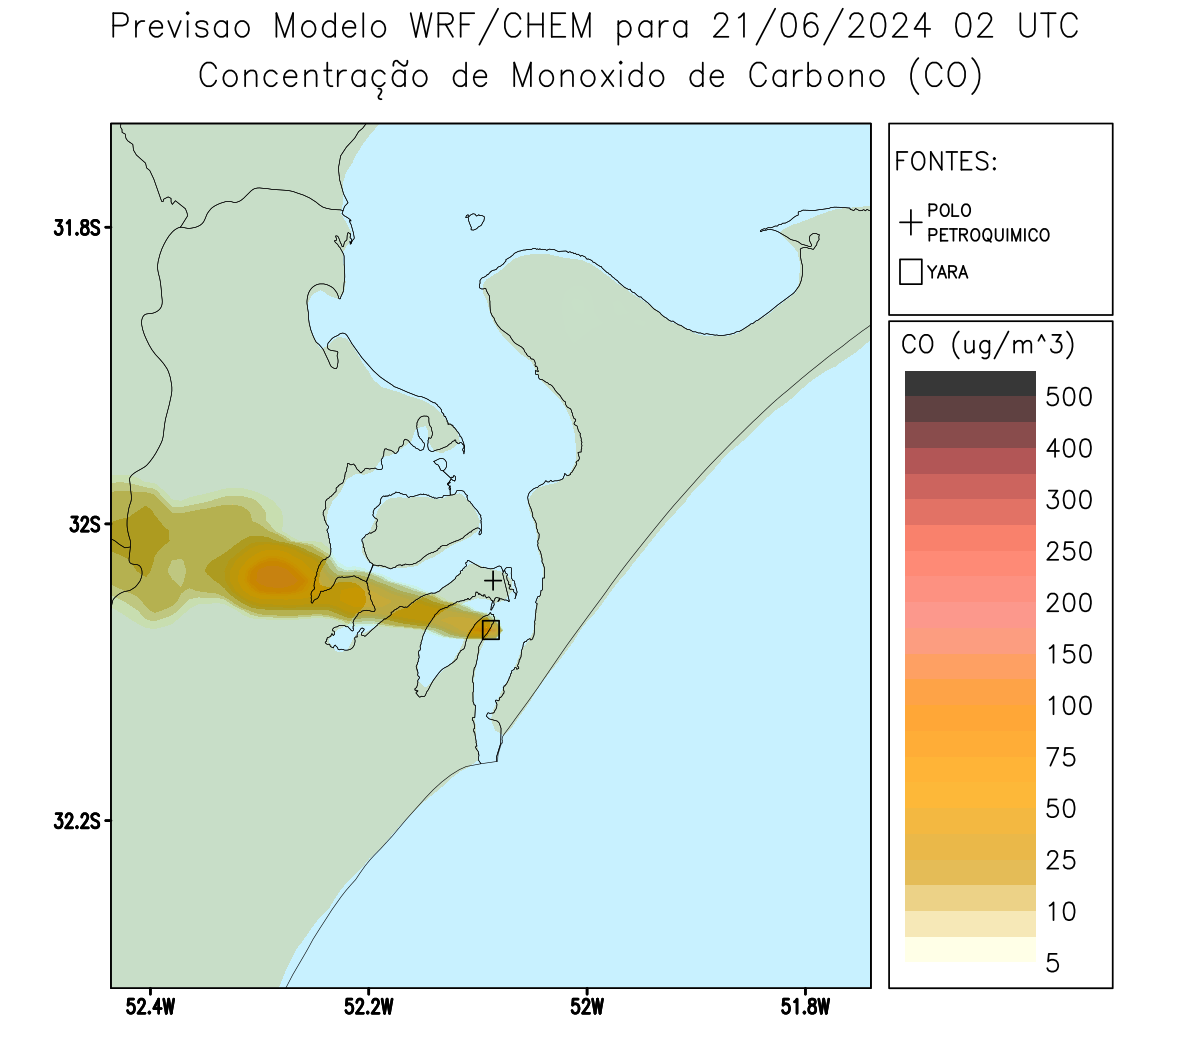 Previsao Modelo WRF/CHEM para 21/06/2024 02 UTC
Concentração de Monoxido de Carbono (CO)
FONTES:
POLO
PETROQUIMICO
YARA
CO (ug/m^3)
500
400
300
250
200
150
100
75
50
25
10
5
31.8S
32S
32.2S
52.4W
52.2W
52W
51.8W